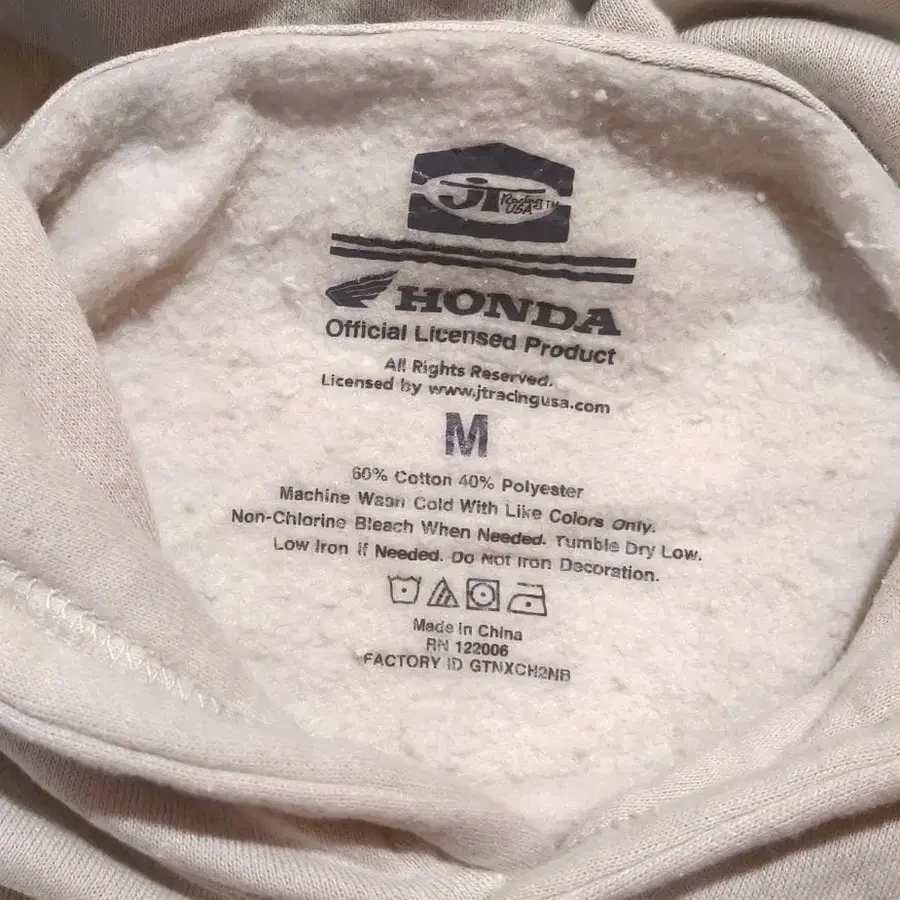 JT Racing USA™
HONDA
Official Licensed Product
All Rights Reserved.
Licensed by www.jtracingusa.com
M
60% Cotton 40% Polyester
Machine Wash Cold With Like Colors Only.
Non-Chlorine Bleach When Needed. Tumble Dry Low.
Low Iron if Needed. Do Not Iron Decoration.
Made in China
RN 122006
FACTORY ID GTNXCH2NB